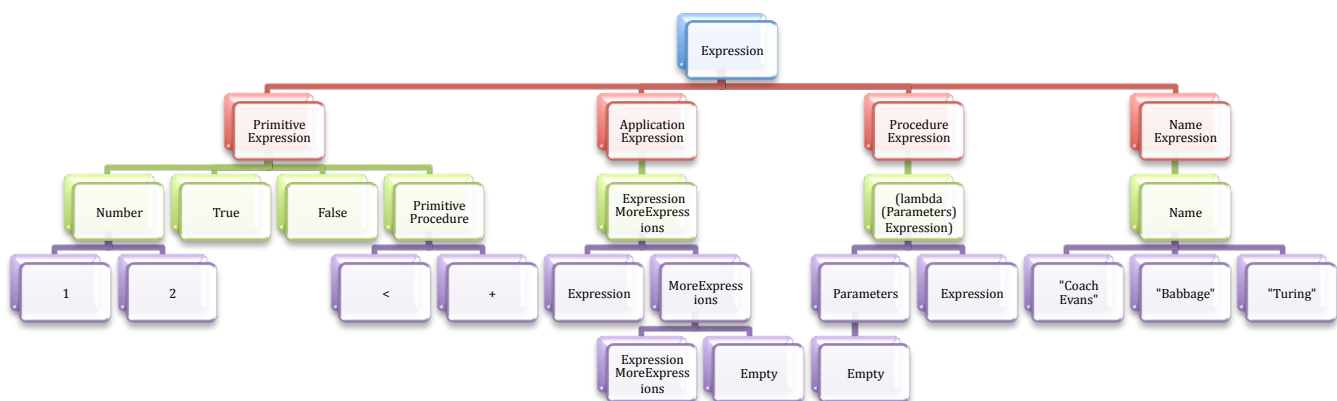 Expression
Primitive
Expression
Application
Expression
Procedure
Expression
Name
Expression
Number
True
False
Primitive
Procedure
Expression
MoreExpress
ions
(lambda
(Parameters)
Expression)
Name
1
2
<
+
Expression
MoreExpress
ions
Parameters
Expression
"Coach
Evans"
"Babbage"
"Turing"
Expression
MoreExpress
ions
Empty
Empty